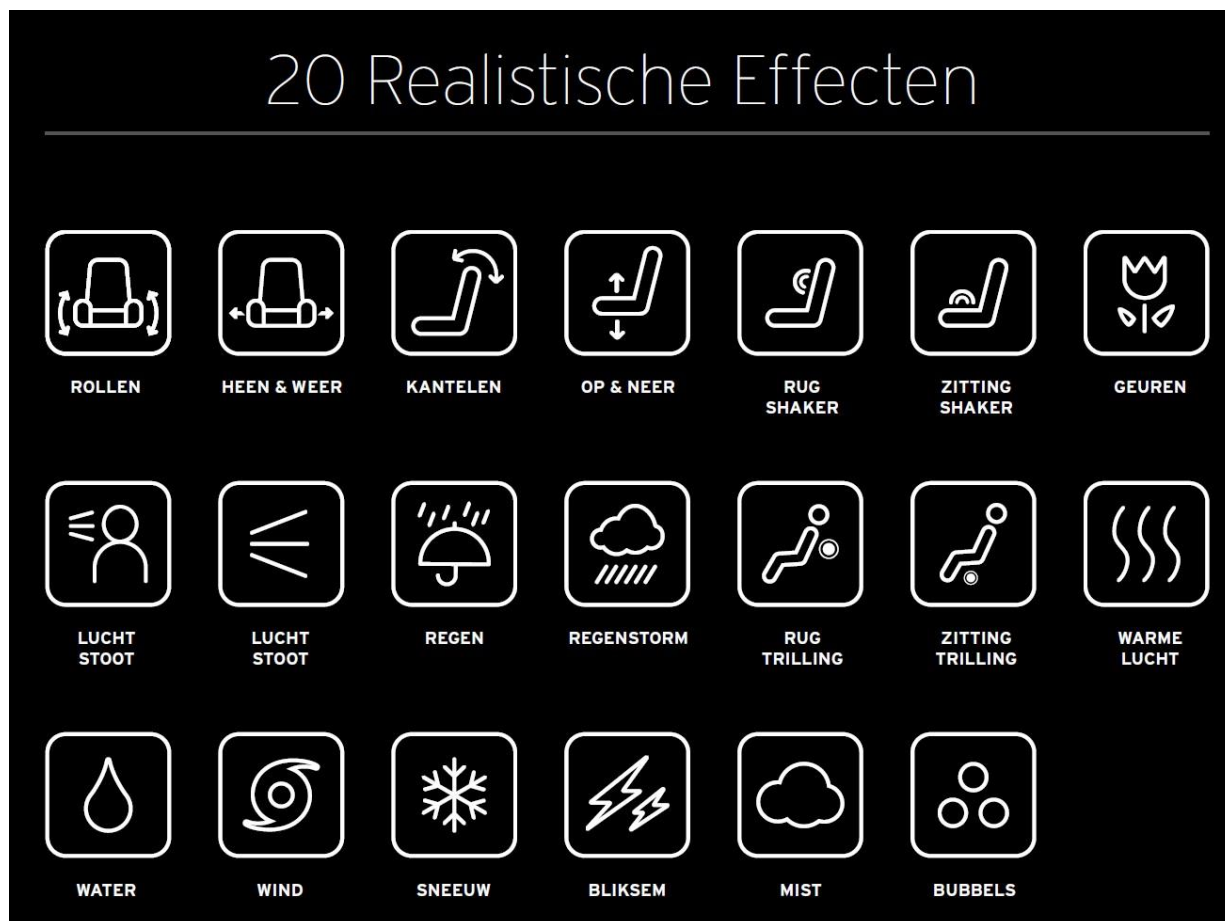 20 Realistische Effecten
ROLLEN
HEEN & WEER
KANTELEN
OP & NEER
RUG
SHAKER
ZITTING
SHAKER
GEUREN
LUCHT
STOOT
LUCHT
STOOT
REGEN
REGENSTORM
RUG
TRILLING
ZITTING
TRILLING
WARME
LUCHT
WATER
WIND
SNEEUW
BLIKSEM
MIST
BUBBELS